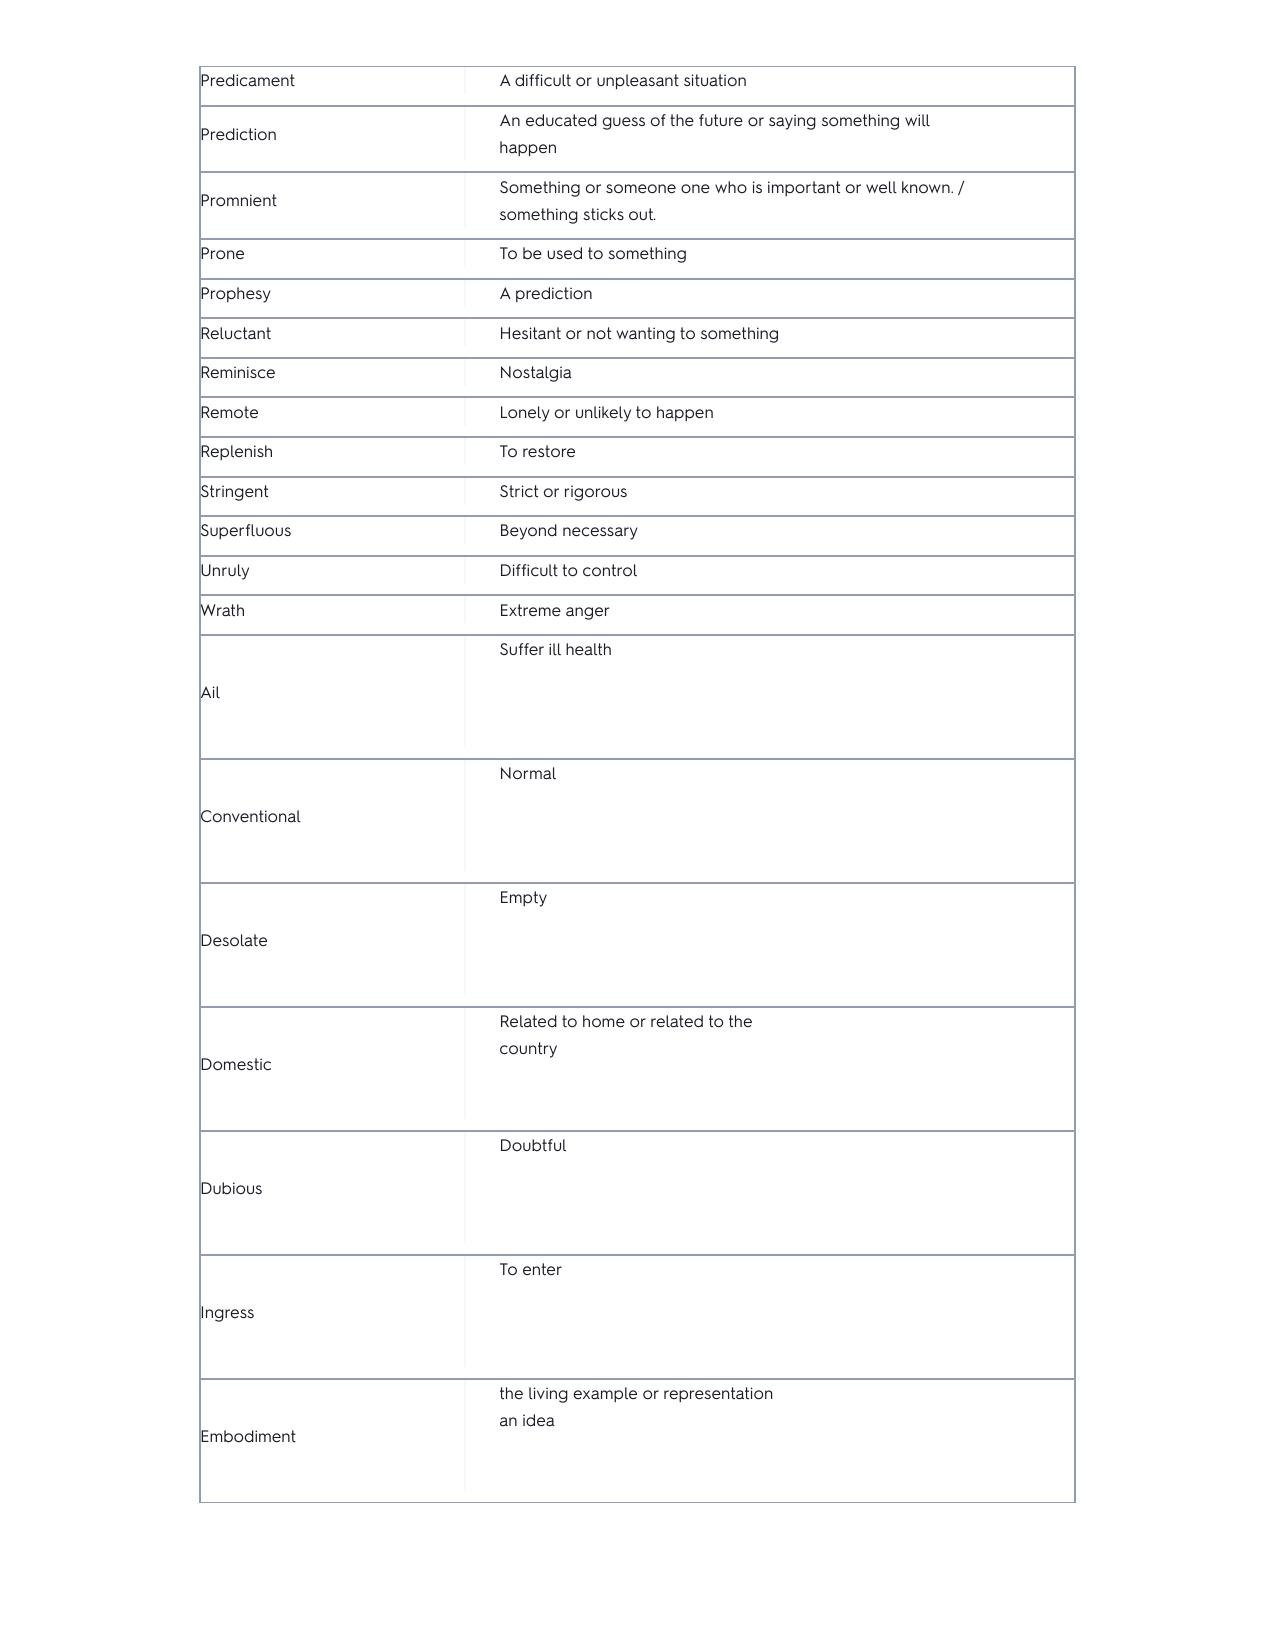 Predicament A difficult or unpleasant situation
Prediction An educated guess of the future or saying something will
happen
Promnient Something or someone one who is important or well known. /
something sticks out.
Prone To be used to something
Prophesy A prediction
Reluctant Hesitant or not wanting to something
Reminisce Nostalgia
Remote Lonely or unlikely to happen
Replenish To restore
Stringent Strict or rigorous
Superfluous Beyond necessary
Unruly Difficult to control
Wrath Extreme anger
Ail Suffer ill health
Conventional Normal
Desolate Empty
Domestic Related to home or related to the
country
Dubious Doubtful
Ingress To enter
Embodiment the living example or representation
an idea